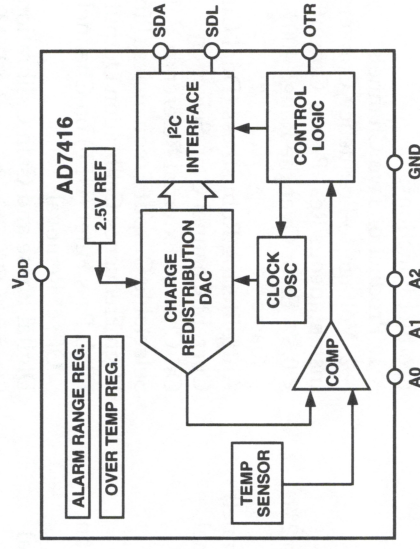 AD7416
VDD
ALARM RANGE REG.
OVER TEMP REG.
2.5V REF
CHARGE
REDISTRIBUTION
DAC
I²C
INTERFACE
SDA
SDL
TEMP
SENSOR
COMP
CLOCK
OSC
CONTROL
LOGIC
OTR
A0
A1
A2
GND